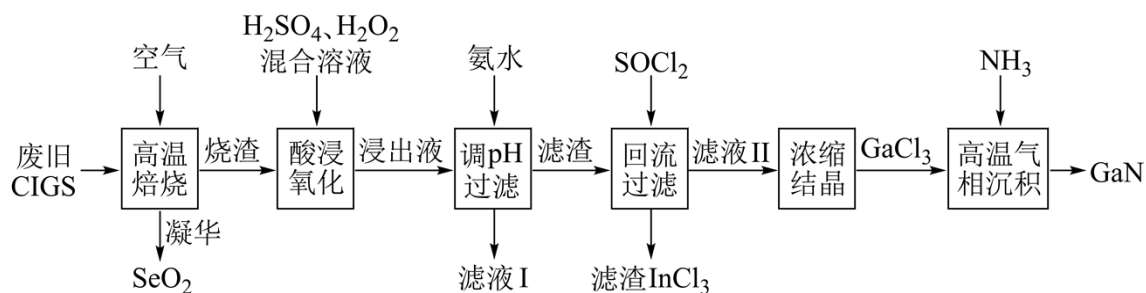 H₂SO₄、H₂O₂
混合溶液
空气
氨水
SOCl₂
NH₃
废旧
CIGS
高温
焙烧
烧渣
酸浸
氧化
浸出液
调pH
过滤
滤渣
回流
过滤
滤液II
浓缩
结晶
GaCl₃
高温气
相沉积
GaN
凝华
SeO₂
滤液I
滤渣InCl₃